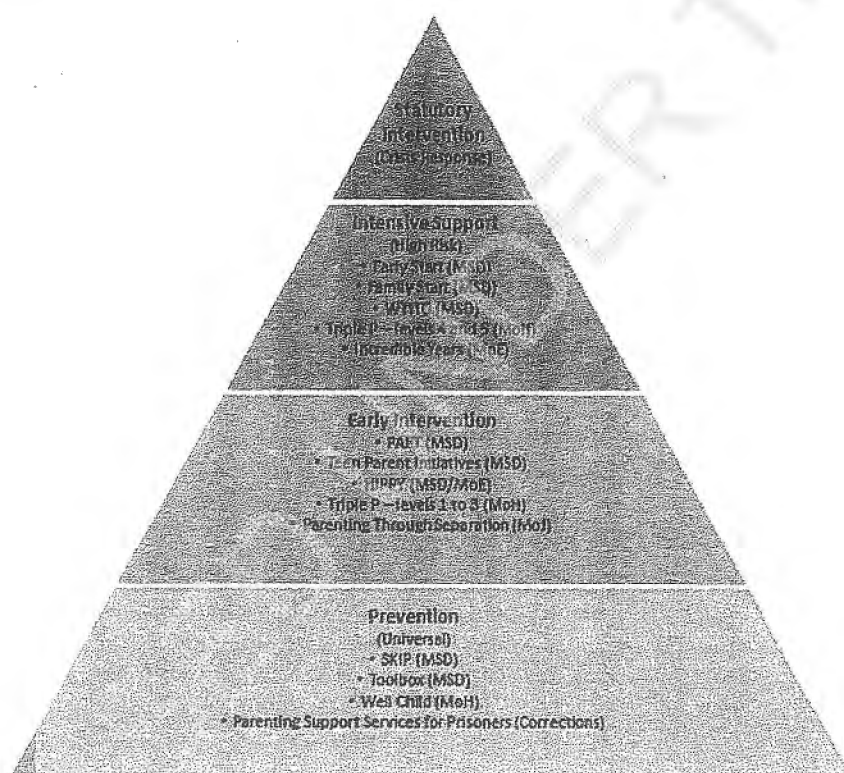 Statutory
Intervention
(Crisis Response)
Intensive Support
(High Risk)
• Early Start (MSD)
• Family Start (MSD)
• (MSD)
• Triple P – levels 4 and 5 (MoH)
• Incredible Years (MoE)
Early Intervention
• PAFT (MSD)
• Teen Parent Initiatives (MSD)
• HIPPY (MSD/MoE)
• Triple P – levels 1 to 3 (MoH)
• Parenting Through Separation (MoJ)
Prevention
(Universal)
• SKIP (MSD)
• Toolbox (MSD)
• Well Child (MoH)
• Parenting Support Services for Prisoners (Corrections)